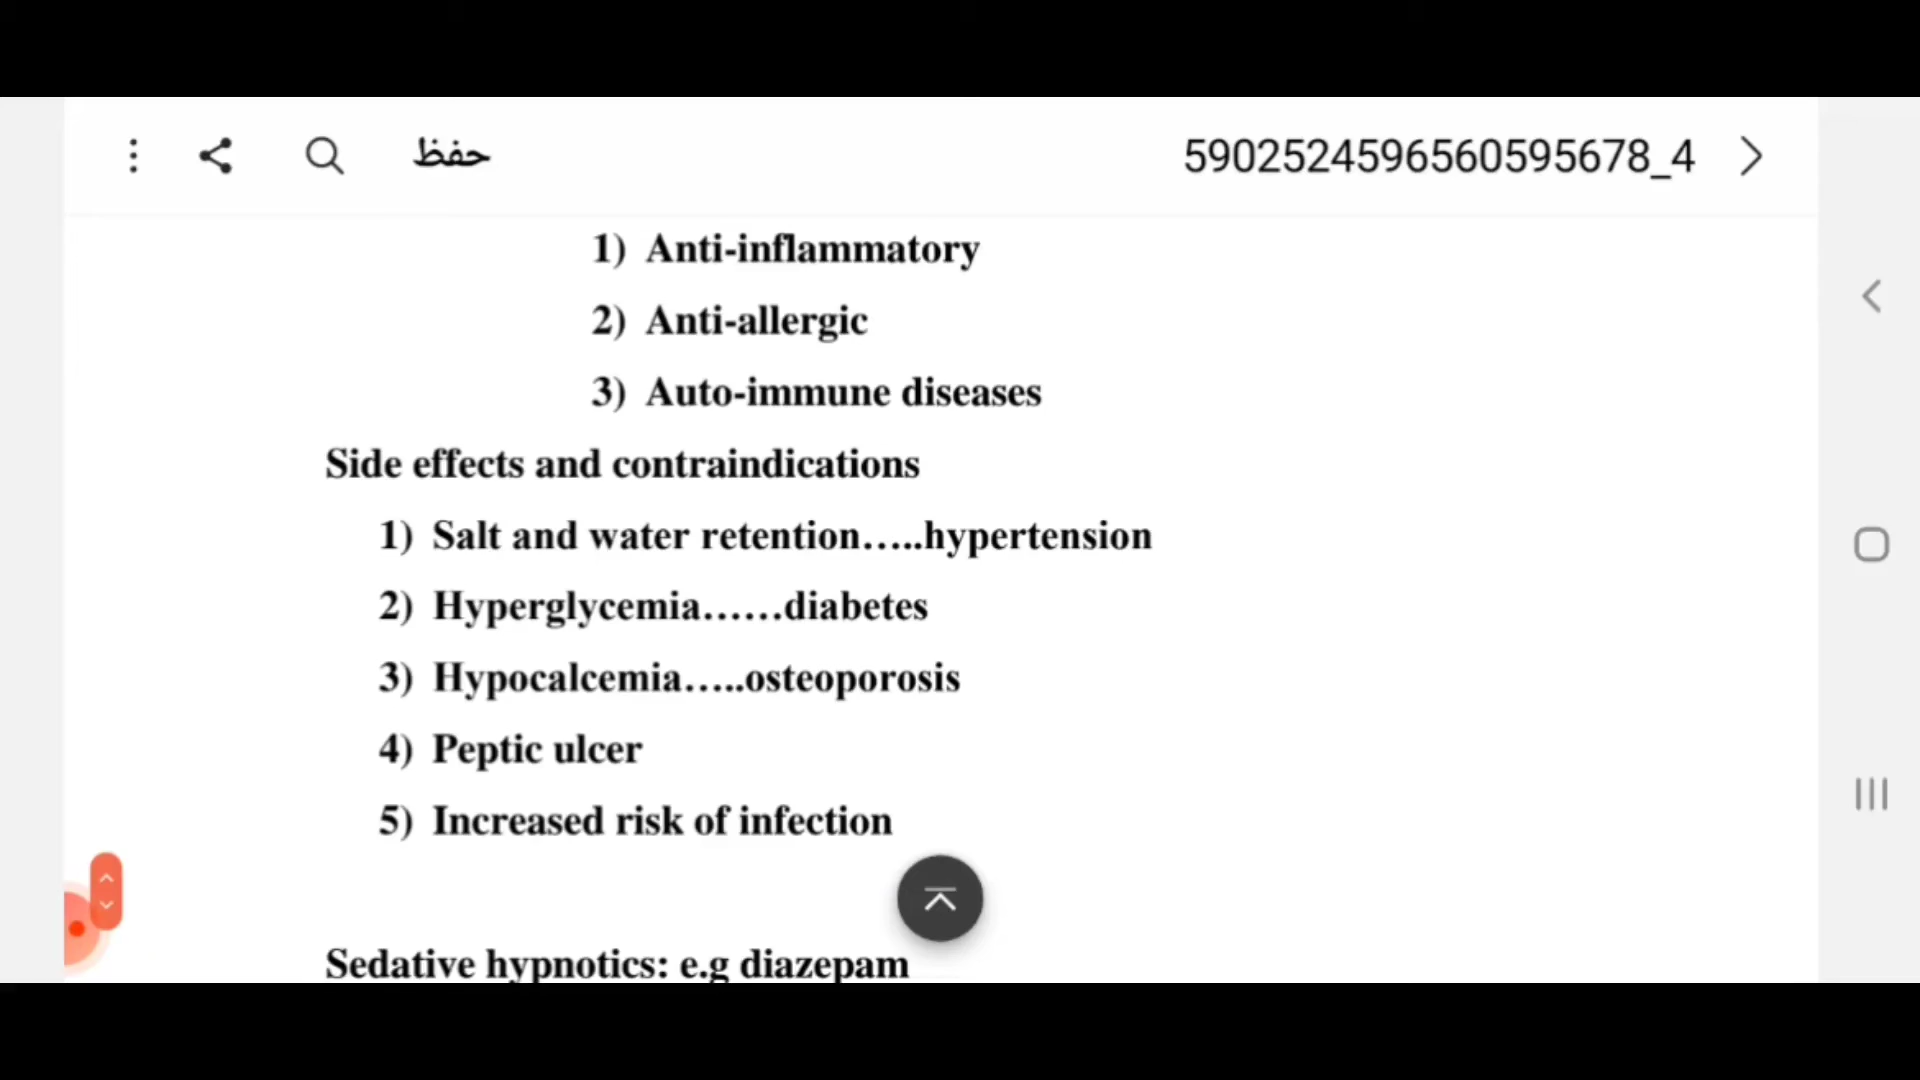 حفظ
5902524596560595678_4
1) Anti-inflammatory
2) Anti-allergic
3) Auto-immune diseases
Side effects and contraindications
1) Salt and water retention…..hypertension
2) Hyperglycemia……diabetes
3) Hypocalcemia…..osteoporosis
4) Peptic ulcer
5) Increased risk of infection
Sedative hypnotics: e.g diazepam